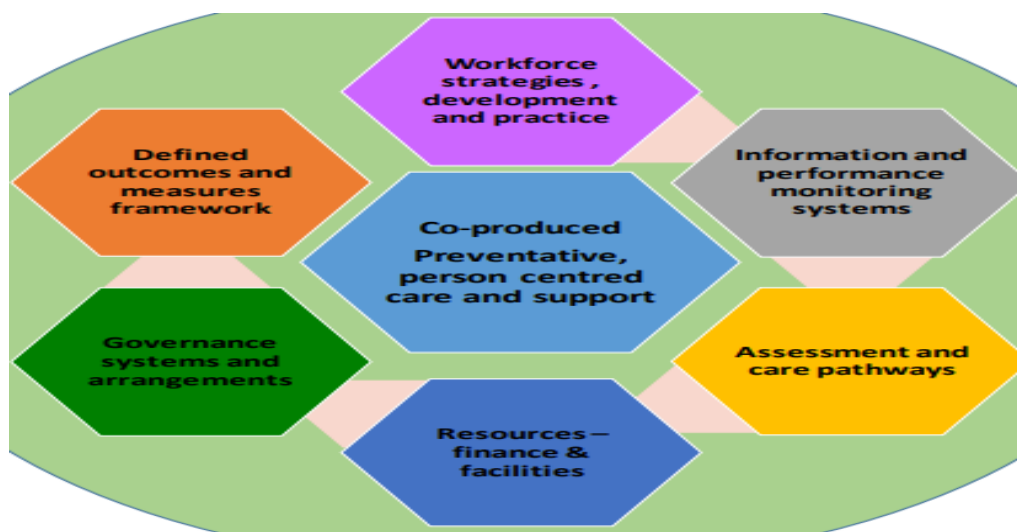 Workforce
strategies ,
development
and practice
Defined
outcomes and
measures
framework
Information and
performance
monitoring
systems
Co-produced
Preventative,
person centred
care and support
Governance
systems and
arrangements
Assessment and
care pathways
Resources –
finance &
facilities